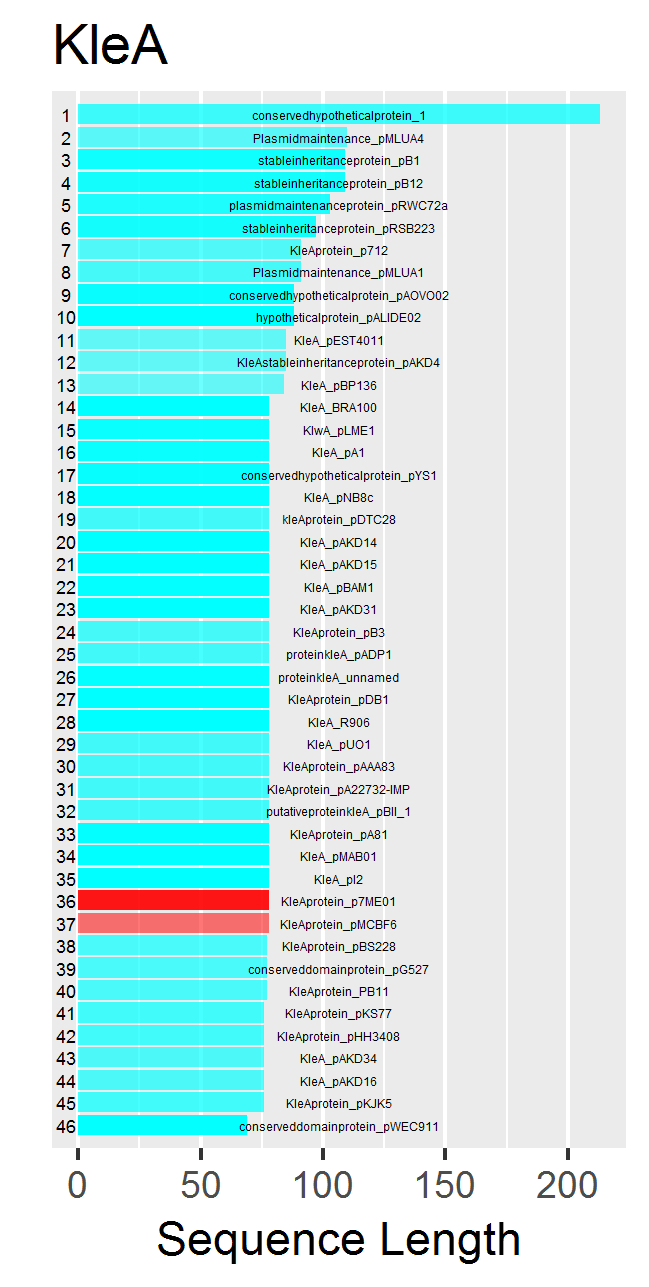 KleA
1 conservedhypotheticalprotein_1
2 Plasmidmaintenance_pMLUA4
3 stableinheritanceprotein_pB1
4 stableinheritanceprotein_pB12
5 plasmidmaintenanceprotein_pRWC72a
6 stableinheritanceprotein_pRSB223
7 KleAprotein_p712
8 Plasmidmaintenance_pMLUA1
9 conservedhypotheticalprotein_pAOVO02
10 hypotheticalprotein_pALIDE02
11 KleA_pEST4011
12 KleAstableinheritanceprotein_pAKD4
13 KleA_pBP136
14 KleA_BRA100
15 KlwA_pLME1
16 KleA_pA1
17 conservedhypotheticalprotein_pYS1
18 KleA_pNB8c
19 kleAprotein_pDTC28
20 KleA_pAKD14
21 KleA_pAKD15
22 KleA_pBAM1
23 KleA_pAKD31
24 KleAprotein_pB3
25 proteinkleA_pADP1
26 proteinkleA_unnamed
27 KleAprotein_pDB1
28 KleA_R906
29 KleA_pUO1
30 KleAprotein_pAAA83
31 KleAprotein_pA22732-IMP
32 putativeproteinkleA_pBII_1
33 KleAprotein_pA81
34 KleA_pMAB01
35 KleA_pI2
36 KleAprotein_p7ME01
37 KleAprotein_pMCBF6
38 KleAprotein_pBS228
39 conserveddomainprotein_pG527
40 KleAprotein_PB11
41 KleAprotein_pKS77
42 KleAprotein_pHH3408
43 KleA_pAKD34
44 KleA_pAKD16
45 KleAprotein_pKJK5
46 conserveddomainprotein_pWEC911
0 50 100 150 200
Sequence Length